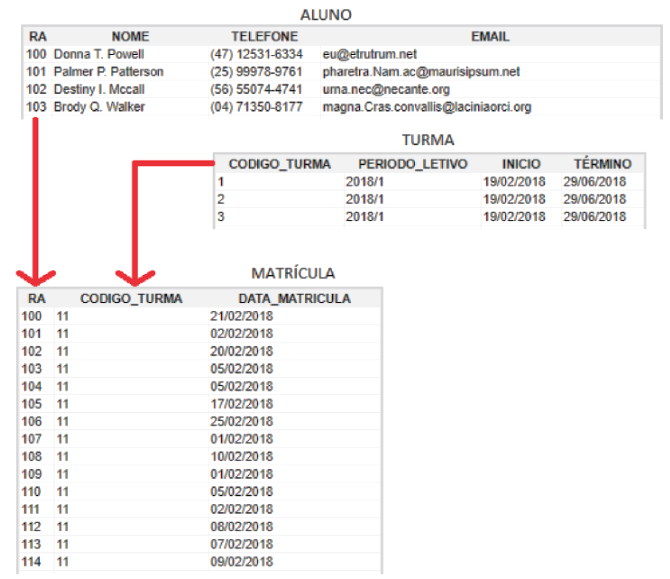 ALUNO
RA NOME TELEFONE EMAIL
100 Donna T. Powell (47) 12531-6334 eu@etrutrum.net
101 Palmer P. Patterson (25) 99978-9761 pharetra.Nam.ac@maurisipsum.net
102 Destiny I. Mccall (56) 55074-4741 urna.nec@necante.org
103 Brody Q. Walker (04) 71350-8177 magna.Cras.convallis@laciniaorci.org
TURMA
CODIGO_TURMA PERIODO_LETIVO INICIO TÉRMINO
1 2018/1 19/02/2018 29/06/2018
2 2018/1 19/02/2018 29/06/2018
3 2018/1 19/02/2018 29/06/2018
MATRÍCULA
RA CODIGO_TURMA DATA_MATRICULA
100 11 21/02/2018
101 11 02/02/2018
102 11 20/02/2018
103 11 05/02/2018
104 11 05/02/2018
105 11 17/02/2018
106 11 25/02/2018
107 11 01/02/2018
108 11 10/02/2018
109 11 01/02/2018
110 11 05/02/2018
111 11 02/02/2018
112 11 08/02/2018
113 11 07/02/2018
114 11 09/02/2018